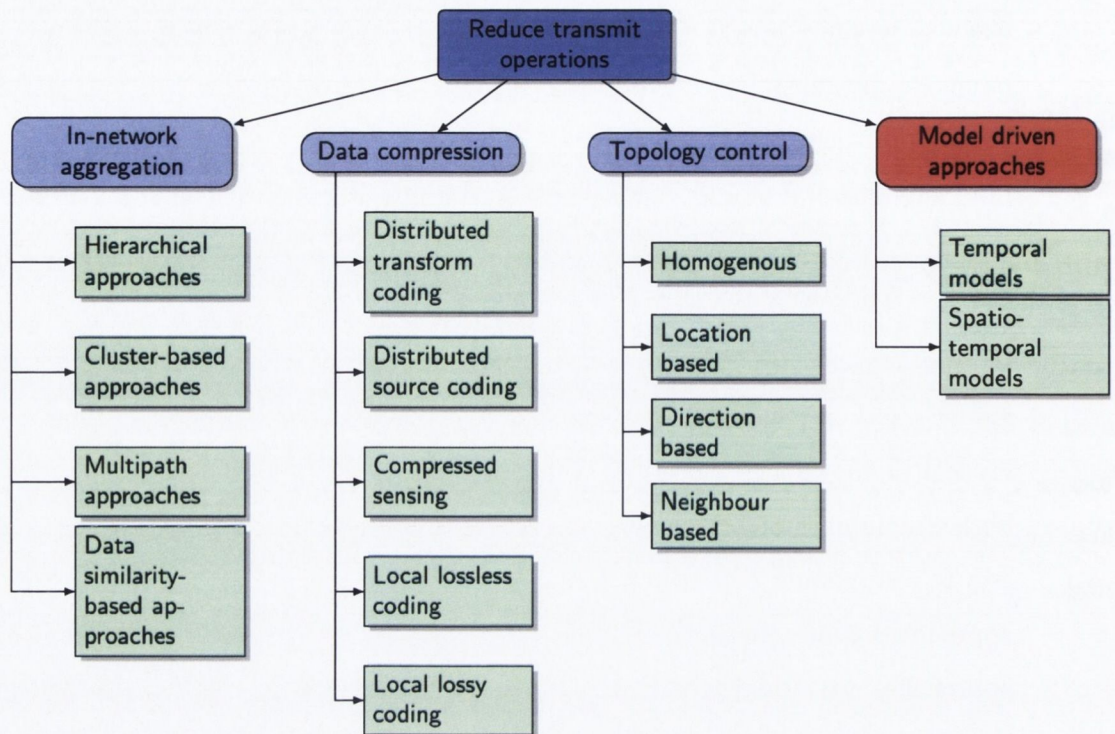 Reduce transmit
operations
In-network
aggregation
Data compression
Topology control
Model driven
approaches
Hierarchical
approaches
Cluster-based
approaches
Multipath
approaches
Data
similarity-
based ap-
proaches
Distributed
transform
coding
Distributed
source coding
Compressed
sensing
Local lossless
coding
Local lossy
coding
Homogenous
Location
based
Direction
based
Neighbour
based
Temporal
models
Spatio-
temporal
models